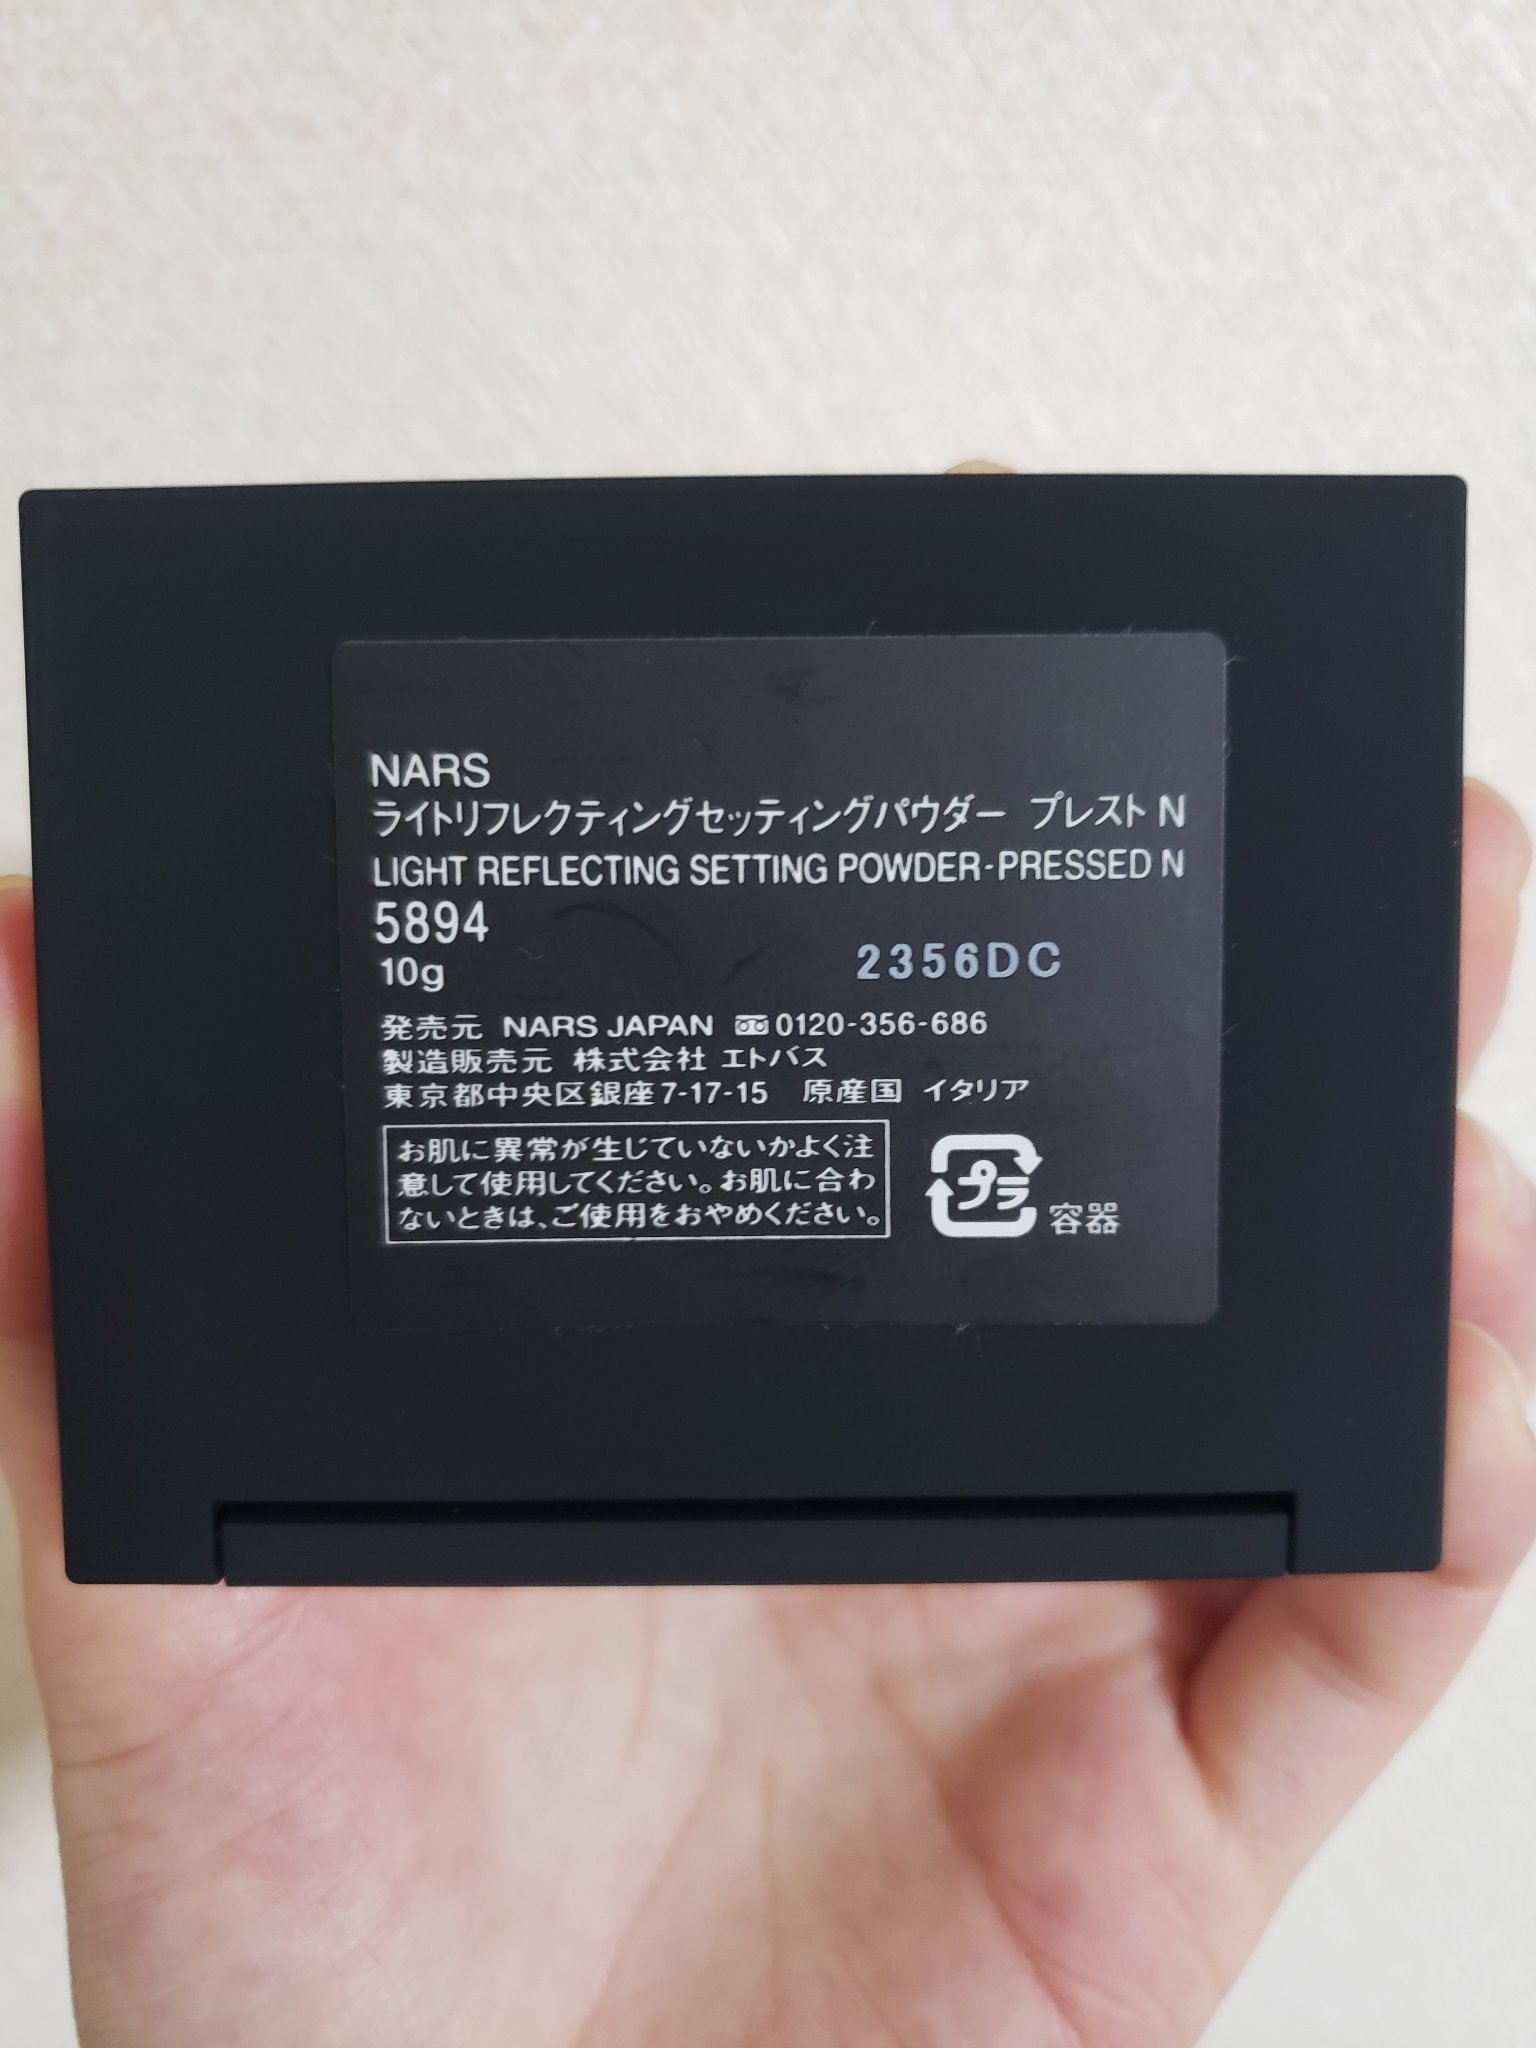 NARS
ライトリフレクティングセッティングパウダー プレスト N
LIGHT REFLECTING SETTING POWDER-PRESSED N
5894
10g 2356DC
発売元 NARS JAPAN 0120-356-686
製造販売元 株式会社 エトバス
東京都中央区銀座7-17-15 原産国 イタリア
お肌に異常が生じていないかよく注
意して使用してください。お肌に合わ
ないときは、ご使用をおやめください。
プラ 容器